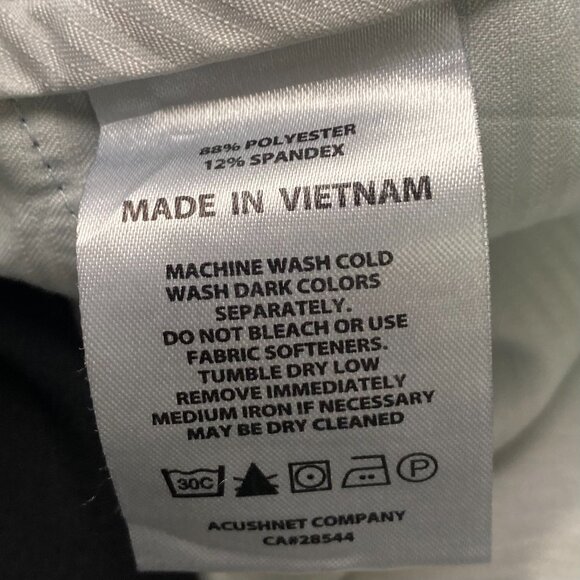 88% POLYESTER
12% SPANDEX
MADE IN VIETNAM
MACHINE WASH COLD
WASH DARK COLORS
SEPARATELY.
DO NOT BLEACH OR USE
FABRIC SOFTENERS.
TUMBLE DRY LOW
REMOVE IMMEDIATELY
MEDIUM IRON IF NECESSARY
MAY BE DRY CLEANED
30C P
ACUSHNET COMPANY
CA#28544